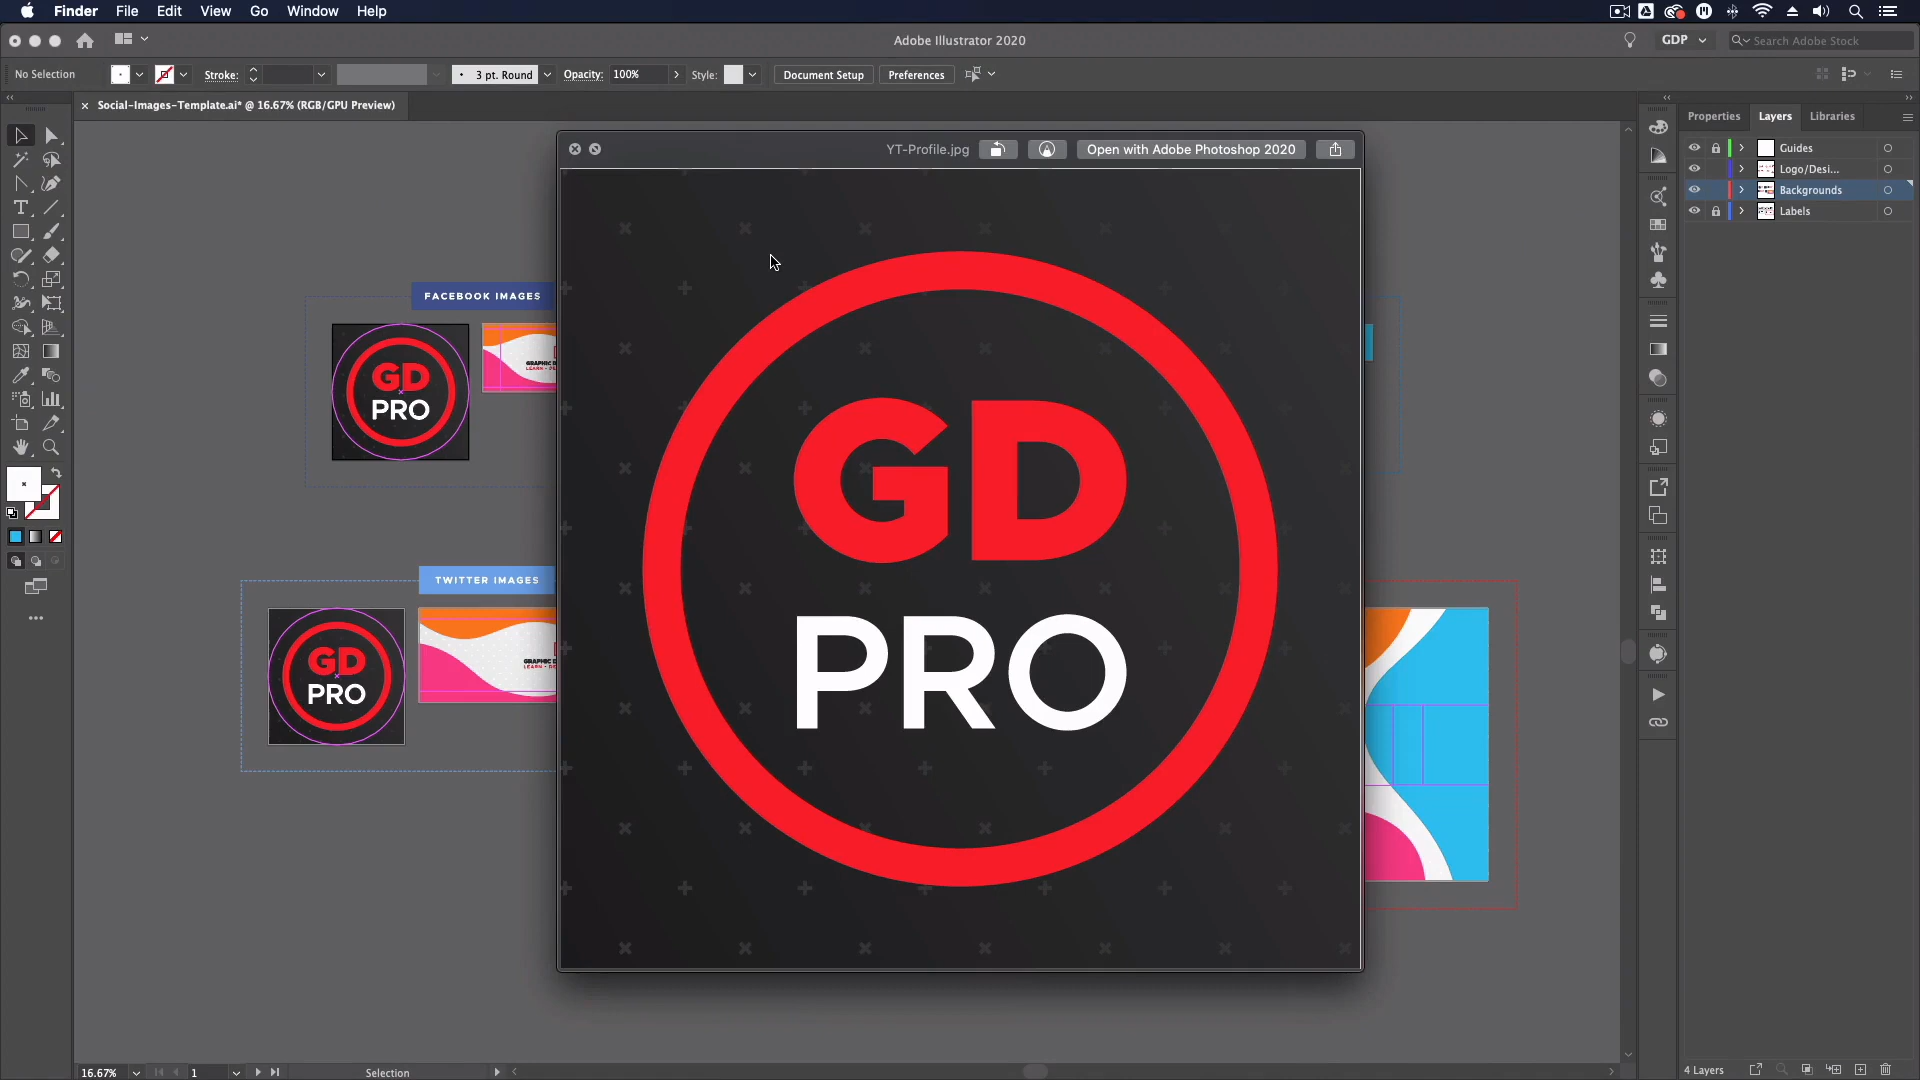 Finder File Edit View Go Window Help
Adobe Illustrator 2020
GDP
Search Adobe Stock
No Selection
Stroke:
3 pt. Round
Opacity: 100%
Style:
Document Setup
Preferences
Social-Images-Template.ai* @ 16.67% (RGB/GPU Preview)
YT-Profile.jpg
Open with Adobe Photoshop 2020
Properties Layers Libraries
Guides
Logo/Desi...
Backgrounds
Labels
FACEBOOK IMAGES
GD
PRO
GD
PRO
TWITTER IMAGES
GD
PRO
16.67%
1
Selection
4 Layers